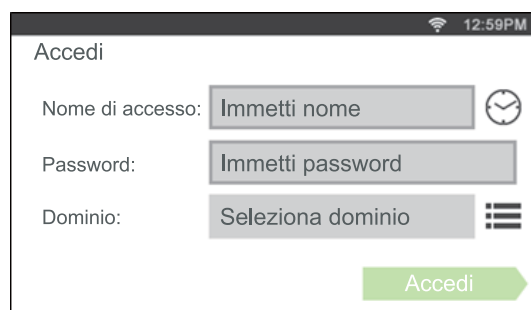 12:59PM
Accedi
Nome di accesso: Immetti nome
Password: Immetti password
Dominio: Seleziona dominio
Accedi